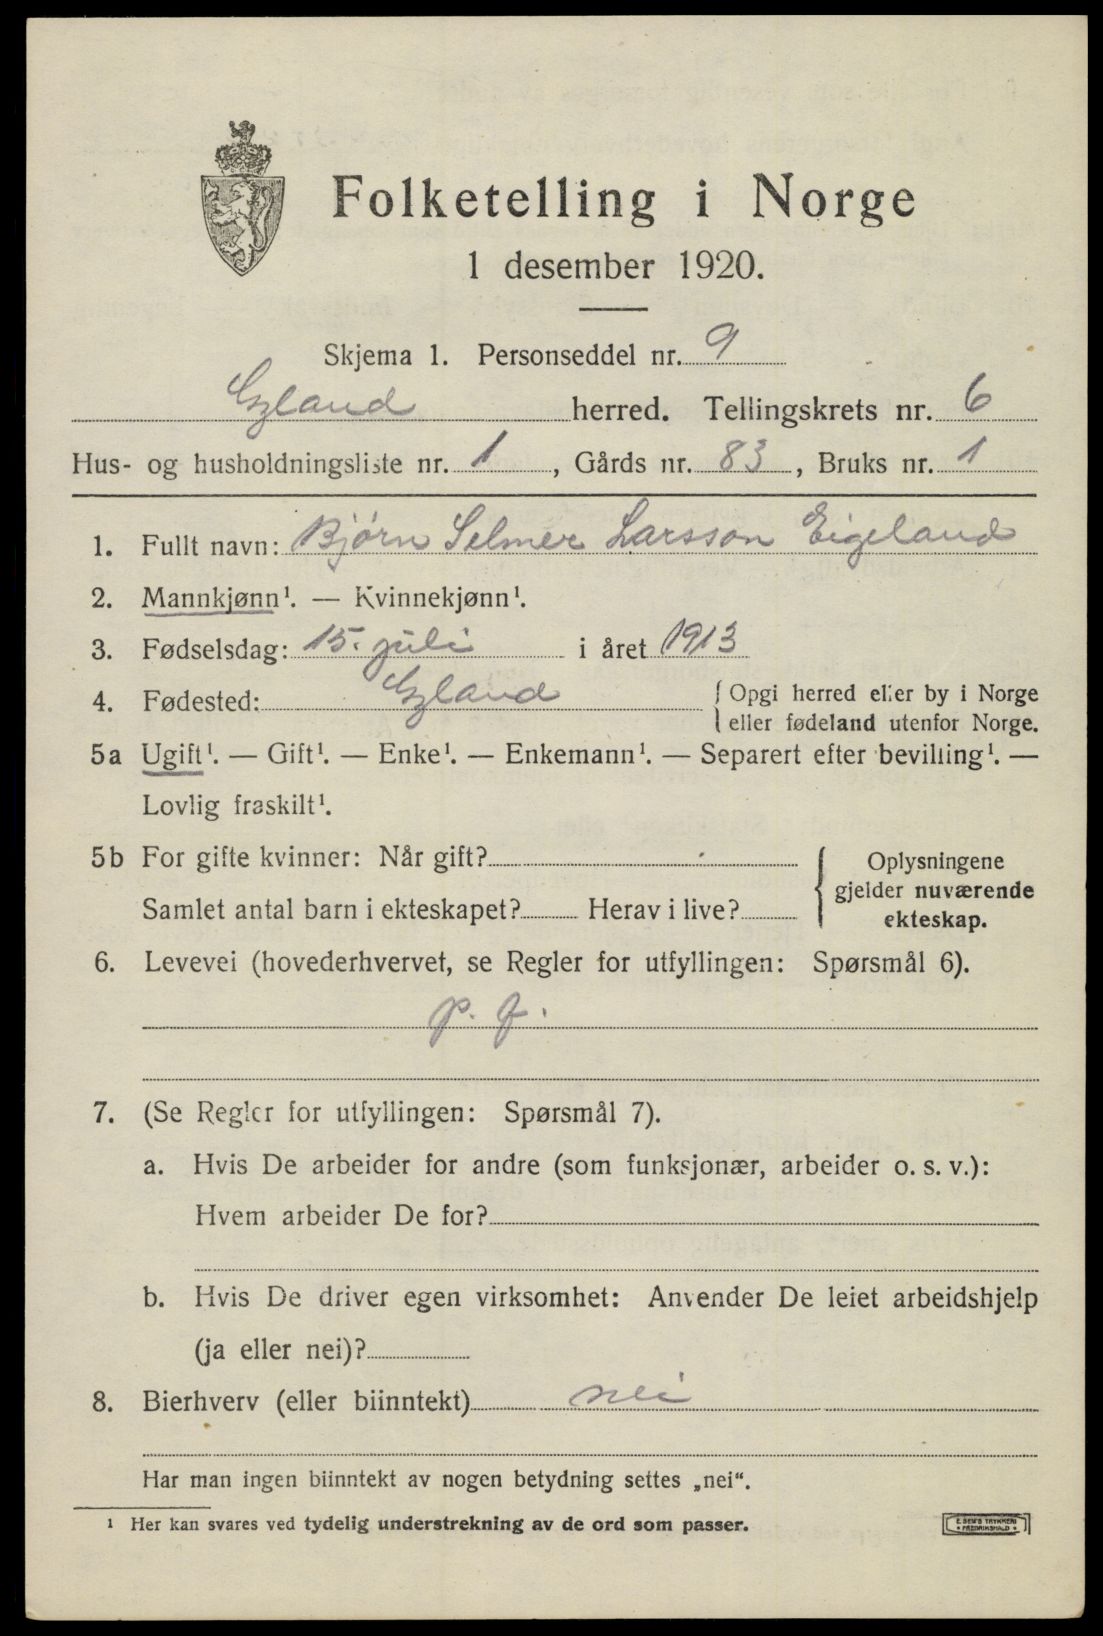 Folketelling i Norge
1 desember 1920.
Skjema 1. Personseddel nr. 9
Gyland herred. Tellingskrets nr. 6
Hus- og husholdningsliste nr. 1, Gårds nr. 83, Bruks nr. 1
1. Fullt navn: Bjørn Selmer Larsson Eigeland
2. Mannkjønn¹. — Kvinnekjønn¹.
3. Fødselsdag: 15. juli i året 1913
4. Fødested: Gyland { Opgi herred eller by i Norge
eller fødeland utenfor Norge.
5a Ugift¹. — Gift¹. — Enke¹. — Enkemann¹. — Separert efter bevilling¹. —
Lovlig fraskilt¹.
5b For gifte kvinner: Når gift?
Samlet antal barn i ekteskapet? Herav i live?
{ Oplysningene
gjelder nuværende
ekteskap.
6. Levevei (hovederhvervet, se Regler for utfyllingen: Spørsmål 6).
p. f.
7. (Se Regler for utfyllingen: Spørsmål 7).
a. Hvis De arbeider for andre (som funksjonær, arbeider o. s. v.):
Hvem arbeider De for?
b. Hvis De driver egen virksomhet: Anvender De leiet arbeidshjelp
(ja eller nei)?
8. Bierhverv (eller biinntekt) nei
Har man ingen biinntekt av nogen betydning settes „nei“.
¹ Her kan svares ved tydelig understrekning av de ord som passer.
E. SEM'S TRYKKERI
• FREDRIKSHALD •